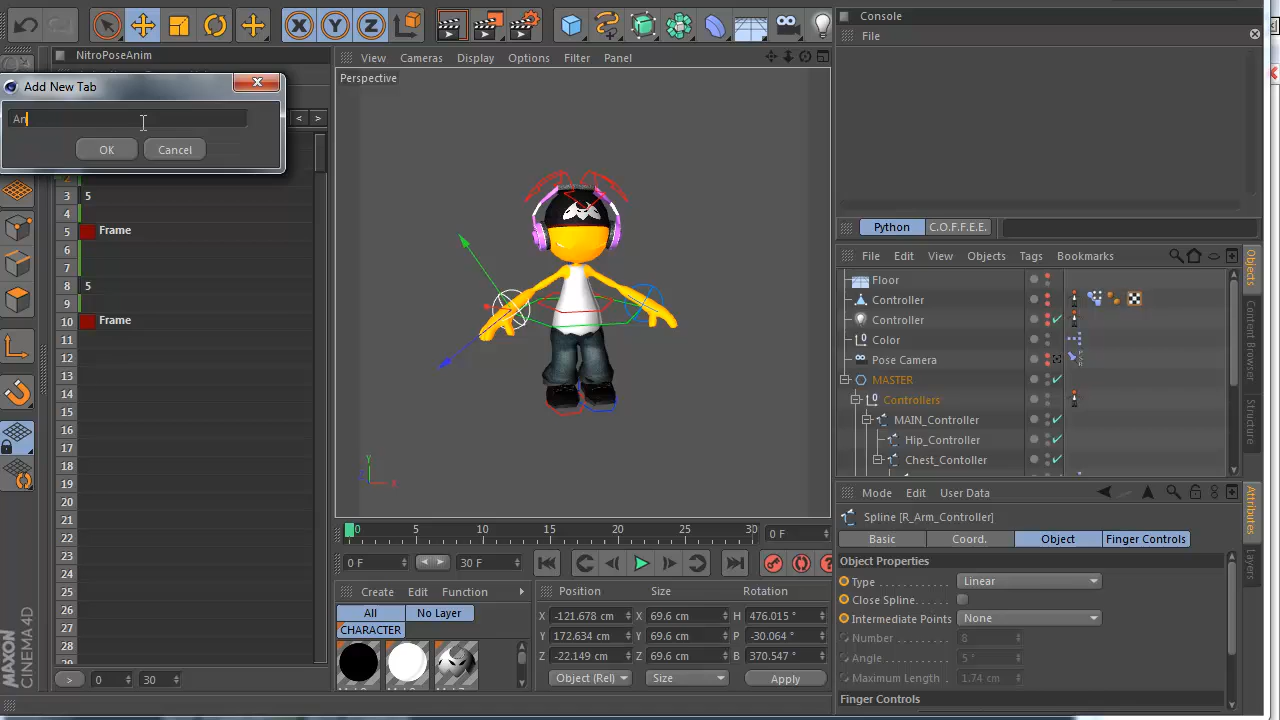 NitroPoseAnim
Add New Tab
An
OK
Cancel
3 5
4
5 Frame
6
7
8 5
9
10 Frame
11
12
13
14
15
16
17
18
19
20
21
22
23
24
25
26
27
28
> 0 30
MAXON
CINEMA 4D
X Y Z
View Cameras Display Options Filter Panel
Perspective
Y
X
0 5 10 15 20 25 30 0 F
0 F 30 F
Create Edit Function
All No Layer
CHARACTER
Position Size Rotation
X -121.678 cm X 69.6 cm H 476.015 °
Y 172.634 cm Y 69.6 cm P -30.064 °
Z -22.149 cm Z 69.6 cm B 370.547 °
Object (Rel) Size Apply
Console
File
Python C.O.F.F.E.E.
File Edit View Objects Tags Bookmarks
Floor
Controller
Controller
Color
Pose Camera
MASTER
Controllers
MAIN_Controller
Hip_Controller
Chest_Contoller
Objects
Content Browser
Structure
Mode Edit User Data
Spline [R_Arm_Controller]
Basic Coord. Object Finger Controls
Object Properties
Type Linear
Close Spline
Intermediate Points None
Number 8
Angle 5 °
Maximum Length 1.74 cm
Finger Controls
Attributes
Layers